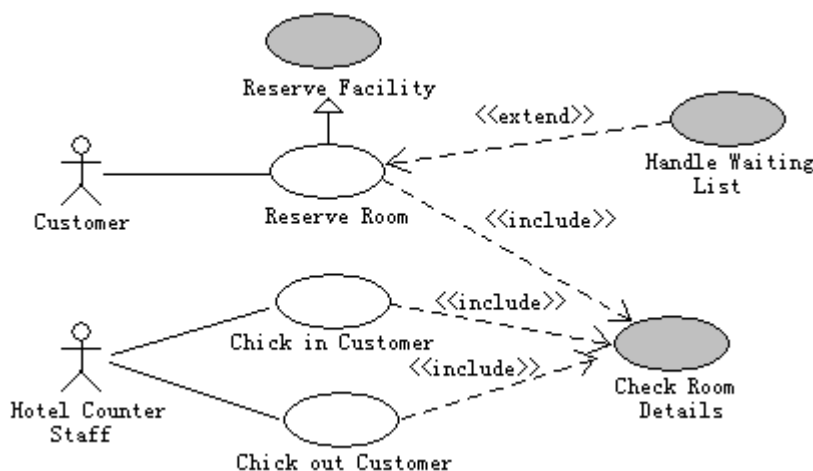 Reserve Facility
<<extend>>
Handle Waiting
List
Customer
Reserve Room
<<include>>
<<include>>
Chick in Customer
<<include>>
Check Room
Details
Hotel Counter
Staff
Chick out Customer